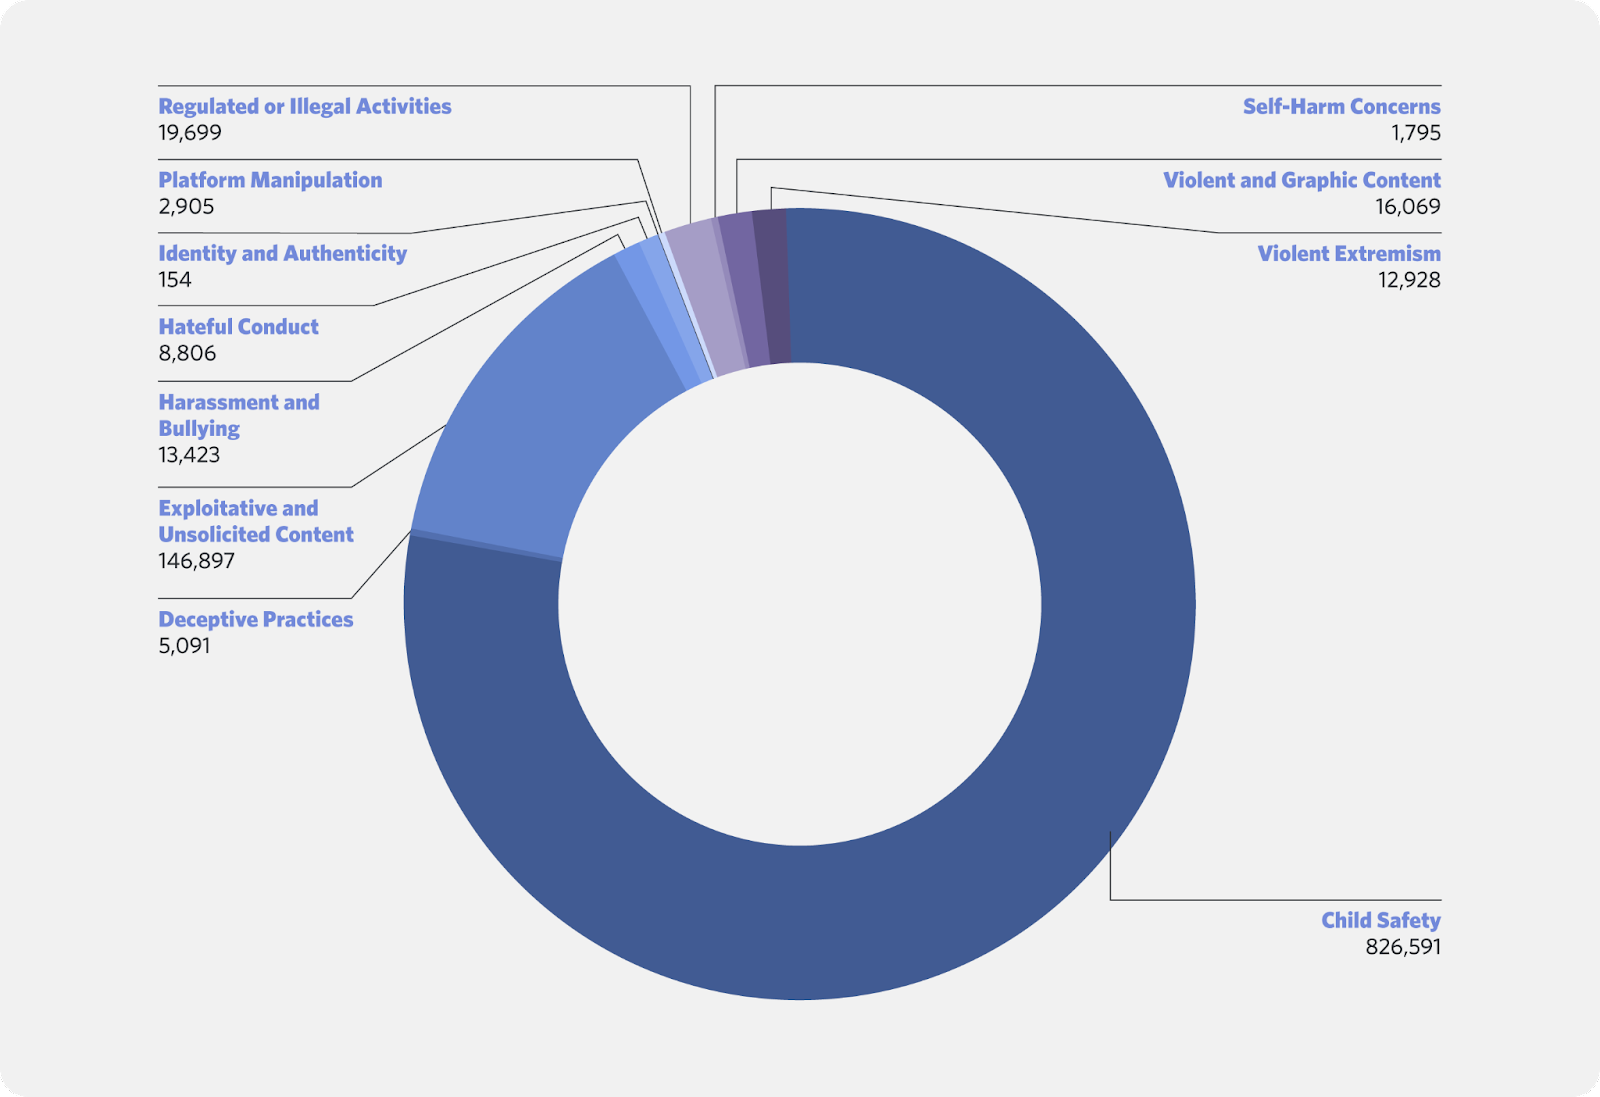 Regulated or Illegal Activities
19,699
Platform Manipulation
2,905
Identity and Authenticity
154
Hateful Conduct
8,806
Harassment and
Bullying
13,423
Exploitative and
Unsolicited Content
146,897
Deceptive Practices
5,091
Self-Harm Concerns
1,795
Violent and Graphic Content
16,069
Violent Extremism
12,928
Child Safety
826,591